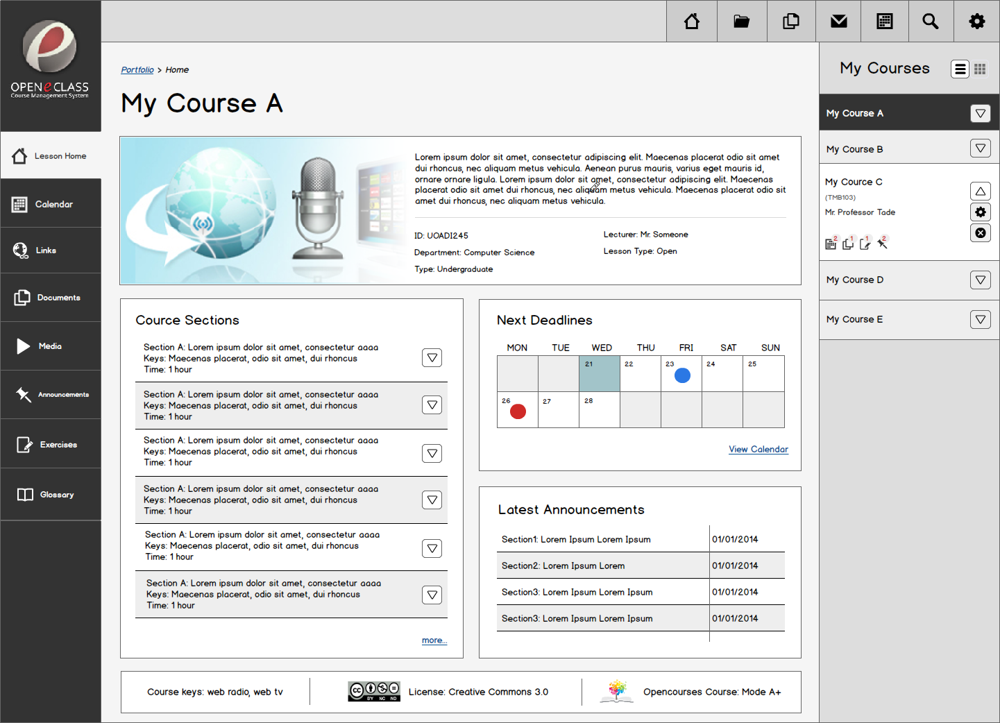 OPEN eCLASS
Course Management System
Lesson Home
Calendar
Links
Documents
Media
Announcements
Exercises
Glossary
Portfolio > Home
My Course A
Lorem ipsum dolor sit amet, consectetur adipiscing elit. Maecenas placerat odio sit amet
dui rhoncus, nec aliquam metus vehicula. Aenean purus mauris, varius eget mauris id,
ornare ornare ligula. Lorem ipsum dolor sit amet, consectetur adipiscing elit. Maecenas
placerat odio sit amet dui rhoncus, nec aliquam metus vehicula. Maecenas placerat odio sit
amet dui rhoncus, nec aliquam metus vehicula.
ID: UOADI245
Department: Computer Science
Type: Undergraduate
Lecturer: Mr. Someone
Lesson Type: Open
Cource Sections
Section A: Lorem ipsum dolor sit amet, consectetur aaaa
Keys: Maecenas placerat, odio sit amet, dui rhoncus
Time: 1 hour
Section A: Lorem ipsum dolor sit amet, consectetur aaaa
Keys: Maecenas placerat, odio sit amet, dui rhoncus
Time: 1 hour
Section A: Lorem ipsum dolor sit amet, consectetur aaaa
Keys: Maecenas placerat, odio sit amet, dui rhoncus
Time: 1 hour
Section A: Lorem ipsum dolor sit amet, consectetur aaaa
Keys: Maecenas placerat, odio sit amet, dui rhoncus
Time: 1 hour
Section A: Lorem ipsum dolor sit amet, consectetur aaaa
Keys: Maecenas placerat, odio sit amet, dui rhoncus
Time: 1 hour
Section A: Lorem ipsum dolor sit amet, consectetur aaaa
Keys: Maecenas placerat, odio sit amet, dui rhoncus
Time: 1 hour
more...
Next Deadlines
MON TUE WED THU FRI SAT SUN
21 22 23 24 25
26 27 28
View Calendar
Latest Announcements
Section1: Lorem Ipsum Lorem Ipsum 01/01/2014
Section2: Lorem Ipsum Lorem 01/01/2014
Section3: Lorem Ipsum Lorem Ipsum 01/01/2014
Section3: Lorem Ipsum Lorem Ipsum 01/01/2014
Course keys: web radio, web tv
cc BY NC ND
License: Creative Commons 3.0
Opencourses Course: Mode A+
My Courses
My Course A
My Course B
My Cource C
(TMB103)
Mr. Professor Tade
2 1 1 2
My Course D
My Course E